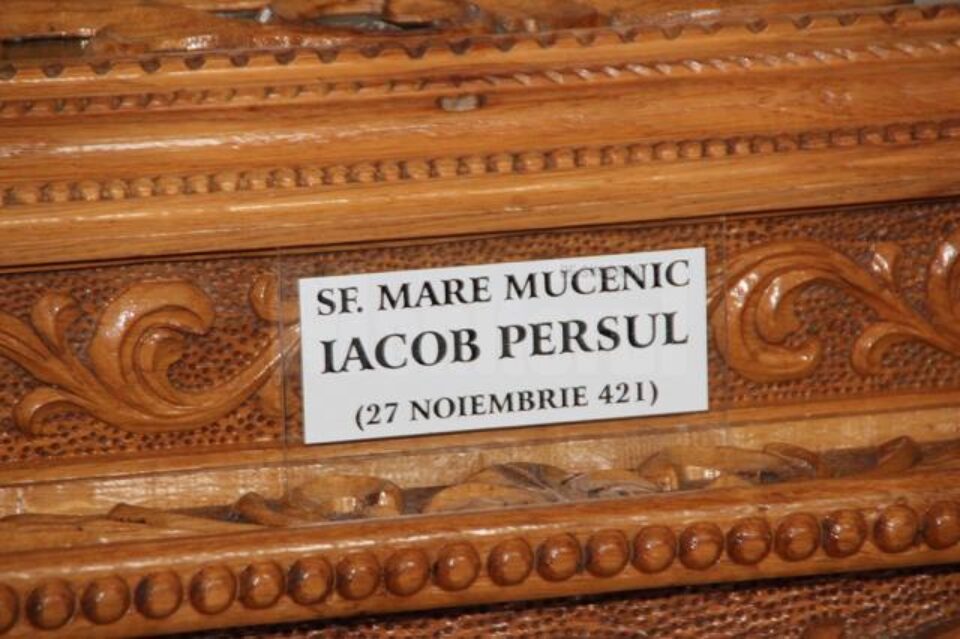 SF. MARE MUCENIC
IACOB PERSUL
(27 NOIEMBRIE 421)